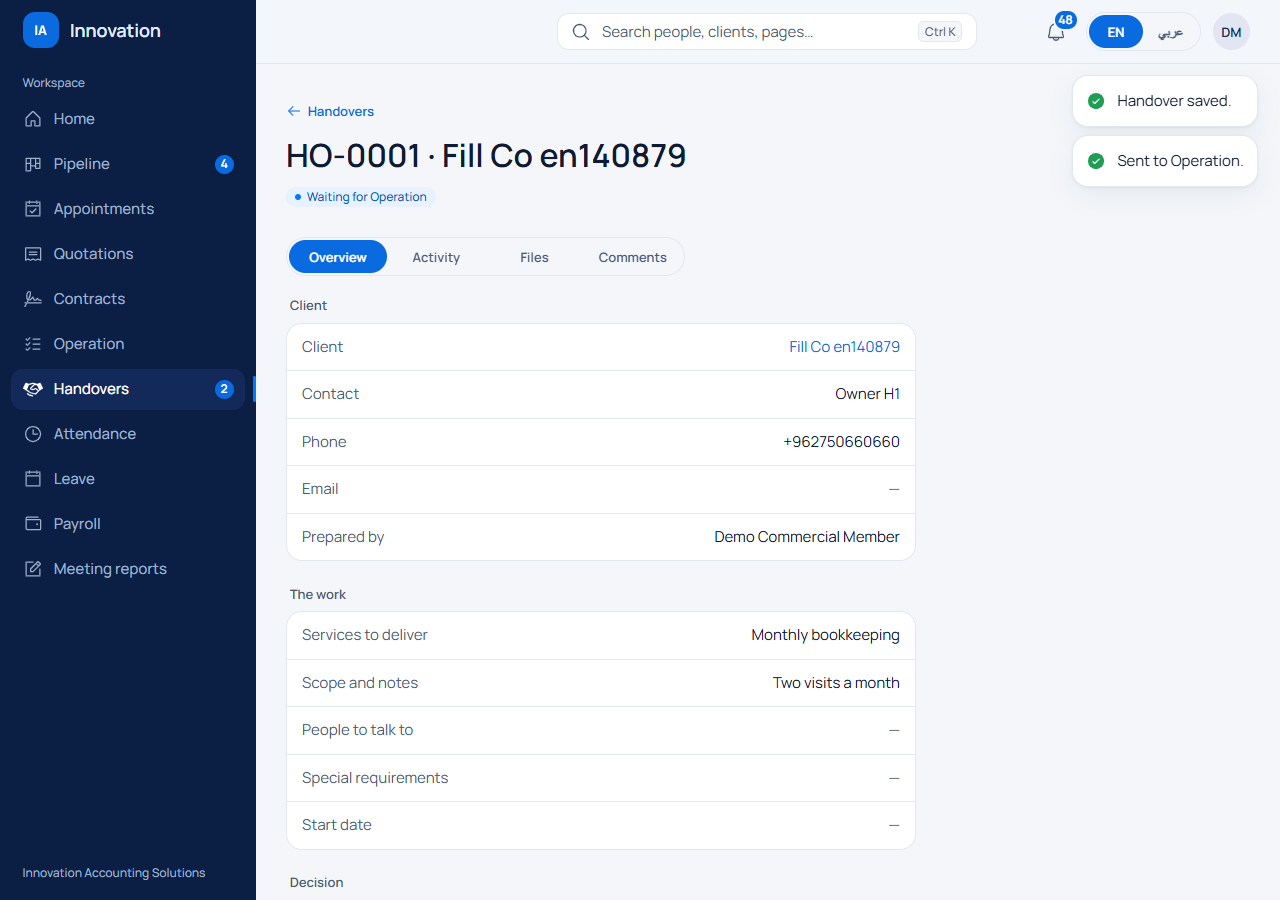 IA Innovation
Search people, clients, pages... Ctrl K
48
EN عربي DM
Workspace
Home
Pipeline 4
Appointments
Quotations
Contracts
Operation
Handovers 2
Attendance
Leave
Payroll
Meeting reports
Innovation Accounting Solutions
Handover saved.
Sent to Operation.
← Handovers
HO-0001 · Fill Co en140879
Waiting for Operation
Overview Activity Files Comments
Client
Client Fill Co en140879
Contact Owner H1
Phone +962750660660
Email —
Prepared by Demo Commercial Member
The work
Services to deliver Monthly bookkeeping
Scope and notes Two visits a month
People to talk to —
Special requirements —
Start date —
Decision